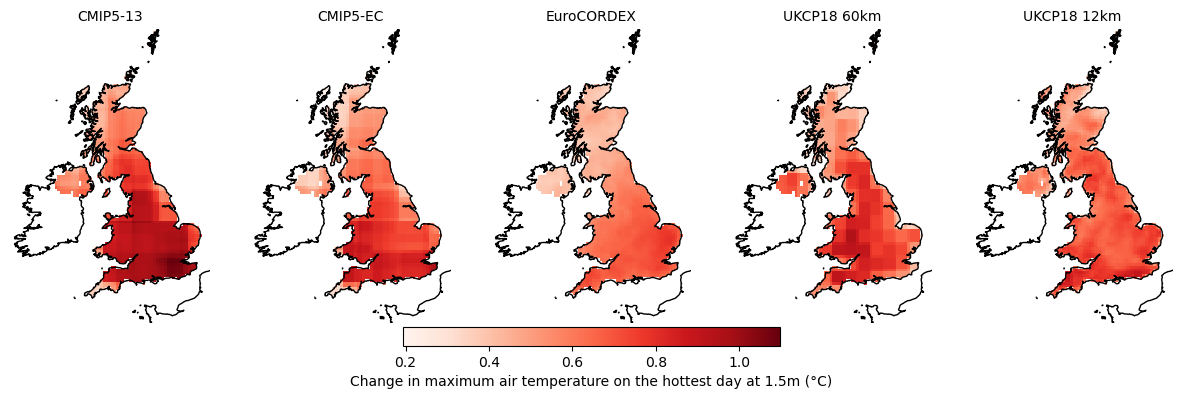 CMIP5-13
CMIP5-EC
EuroCORDEX
UKCP18 60km
UKCP18 12km
0.2
0.4
0.6
0.8
1.0
Change in maximum air temperature on the hottest day at 1.5m (°C)